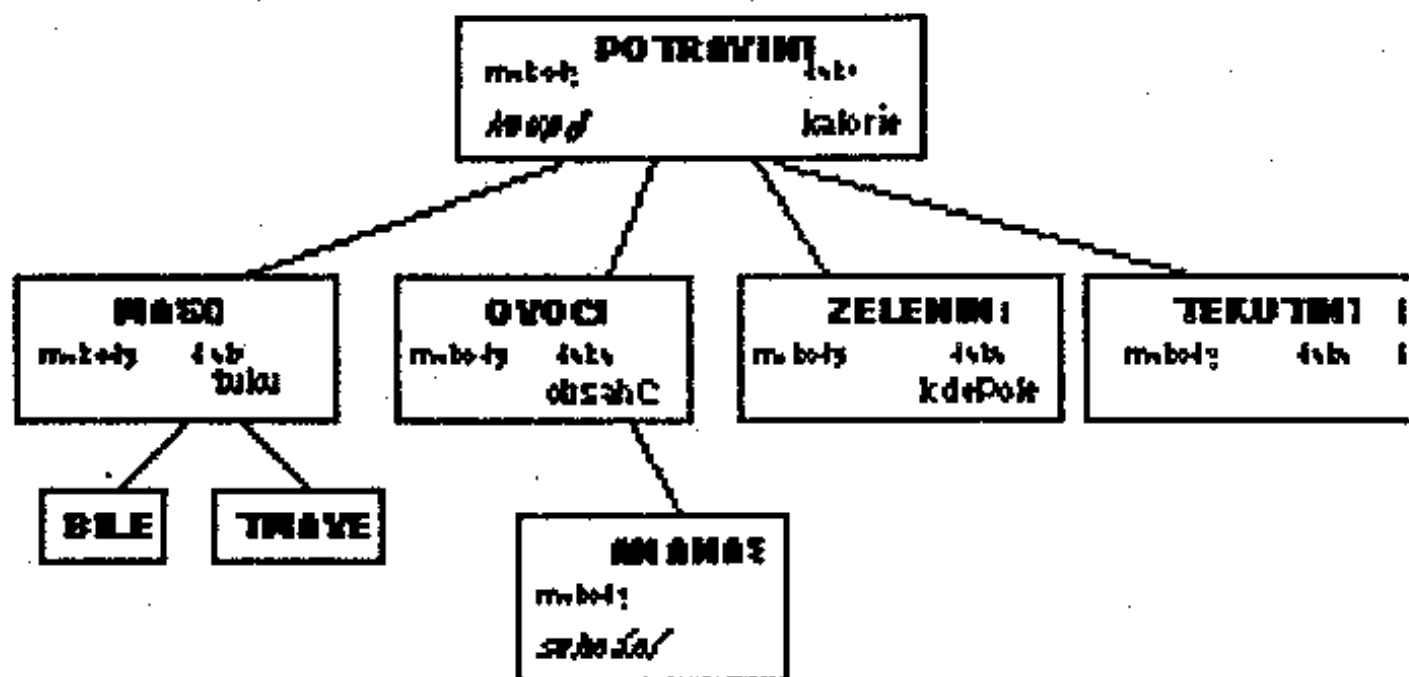 POTRAVINY
metody data
kalorie
MASO
metody data
tuku
OVOCE
metody data
obsahC
ZELENINA
metody data
kdePole
TEKUTINY
metody data
BILE
TMAVE
ANANAS
metody